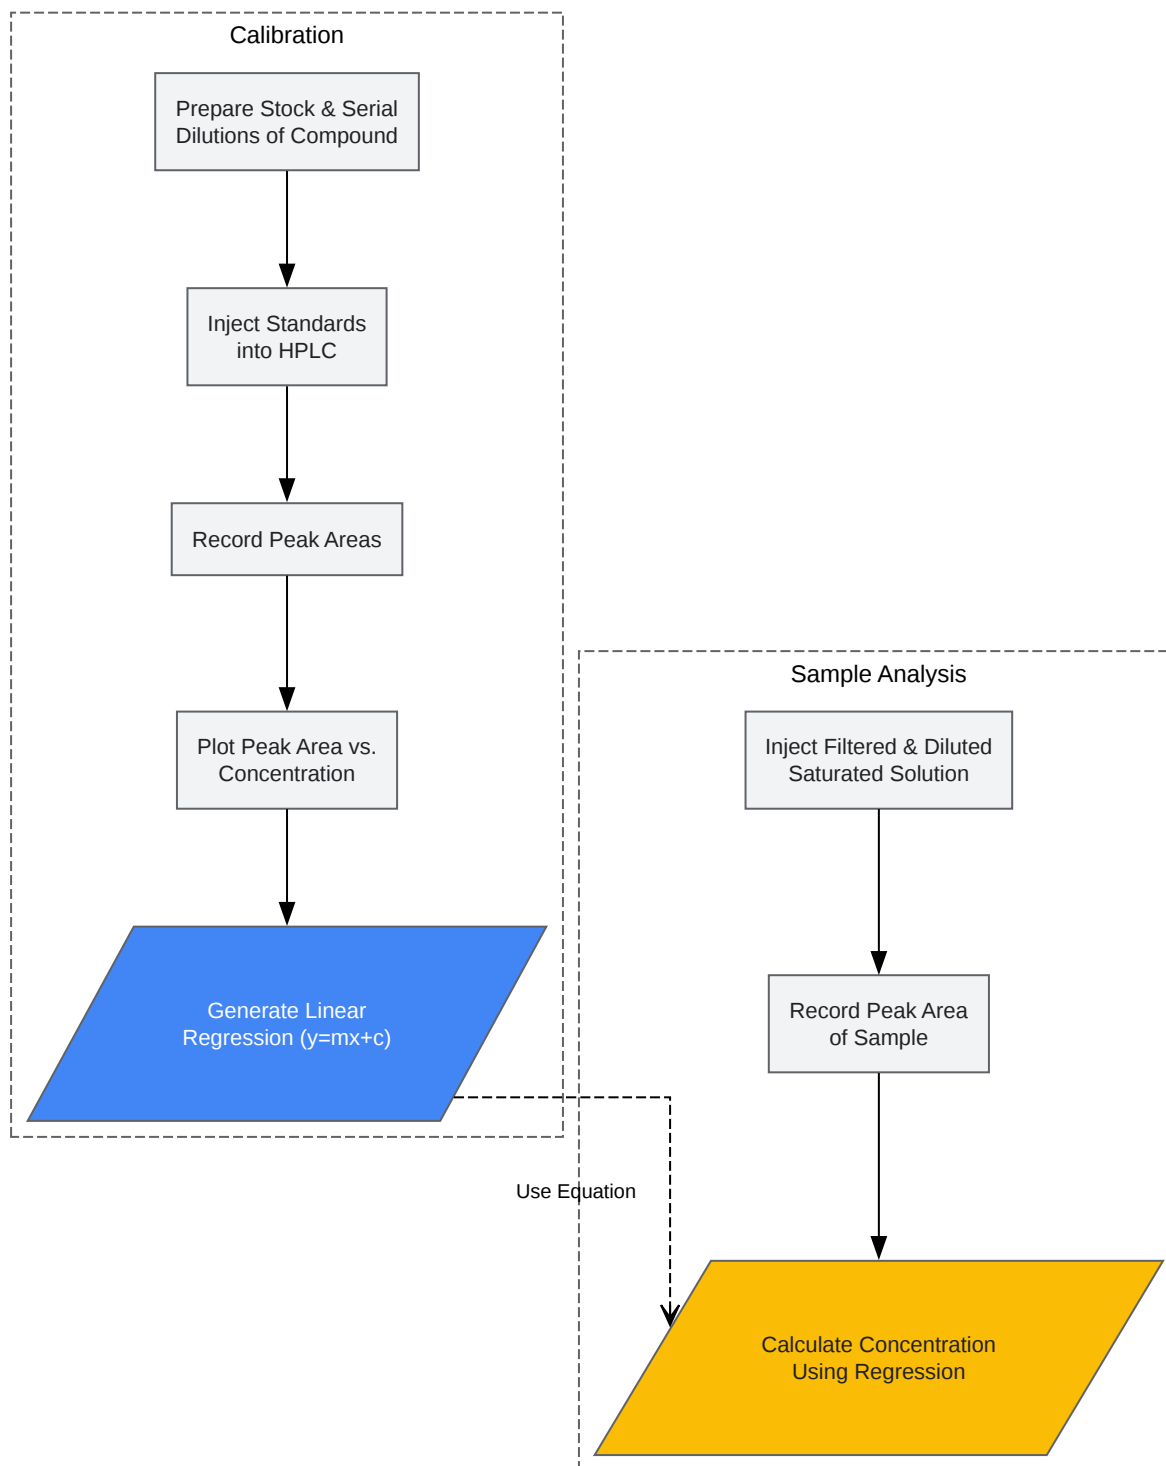 Calibration
Prepare Stock & Serial
Dilutions of Compound
Inject Standards
into HPLC
Record Peak Areas
Plot Peak Area vs.
Concentration
Generate Linear
Regression (y=mx+c)
Use Equation
Sample Analysis
Inject Filtered & Diluted
Saturated Solution
Record Peak Area
of Sample
Calculate Concentration
Using Regression